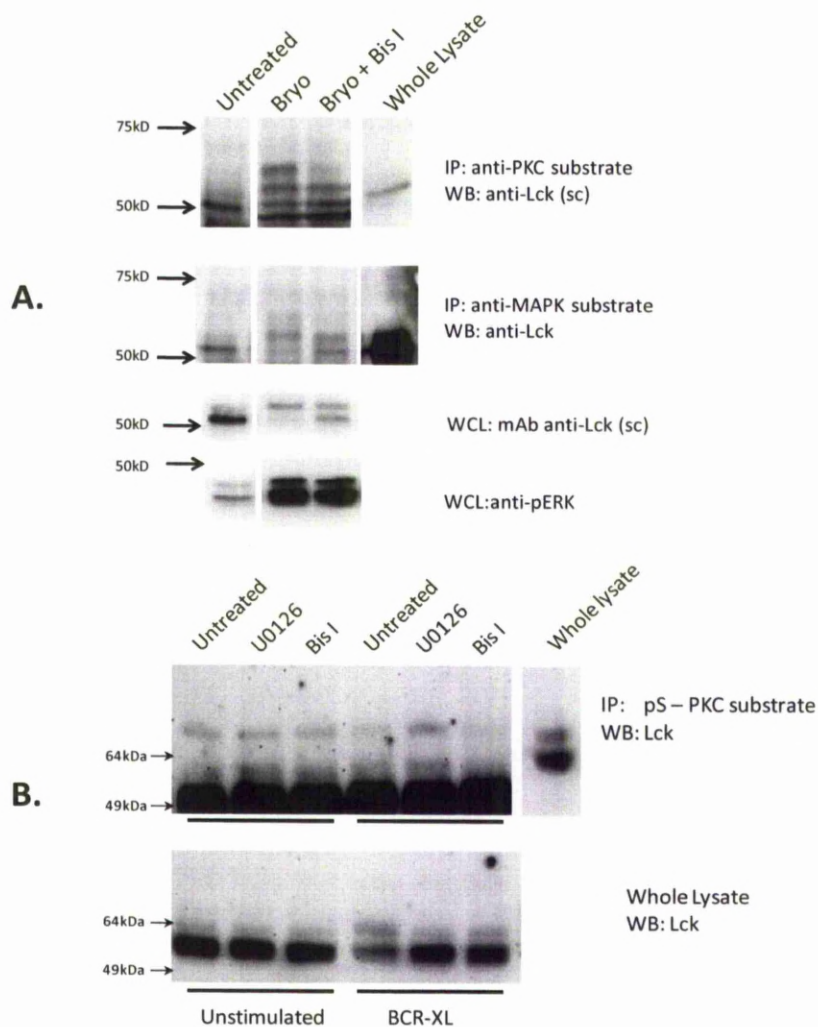 Untreated
Bryo
Bryo + Bis I
Whole Lysate
75kD
50kD
IP: anti-PKC substrate
WB: anti-Lck (sc)
A.
75kD
50kD
IP: anti-MAPK substrate
WB: anti-Lck
50kD
WCL: mAb anti-Lck (sc)
50kD
WCL:anti-pERK
Untreated
U0126
Bis I
Untreated
U0126
Bis I
Whole lysate
IP: pS – PKC substrate
WB: Lck
64kDa
49kDa
B.
64kDa
49kDa
Whole Lysate
WB: Lck
Unstimulated
BCR-XL